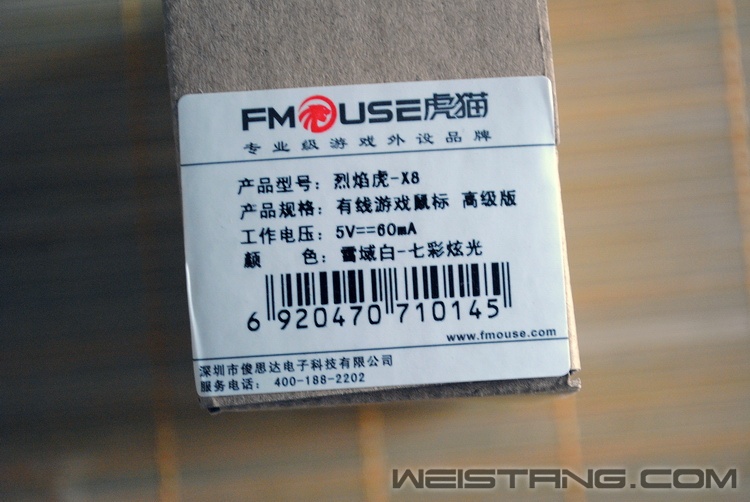 FMOUSE虎猫
专业级游戏外设品牌
产品型号：烈焰虎-X8
产品规格：有线游戏鼠标 高级版
工作电压：5V==60mA
颜 色：雪域白-七彩炫光
6 920470 710145
www.fmouse.com
深圳市俊思达电子科技有限公司
服务电话： 400-188-2202
WEISTANG.COM